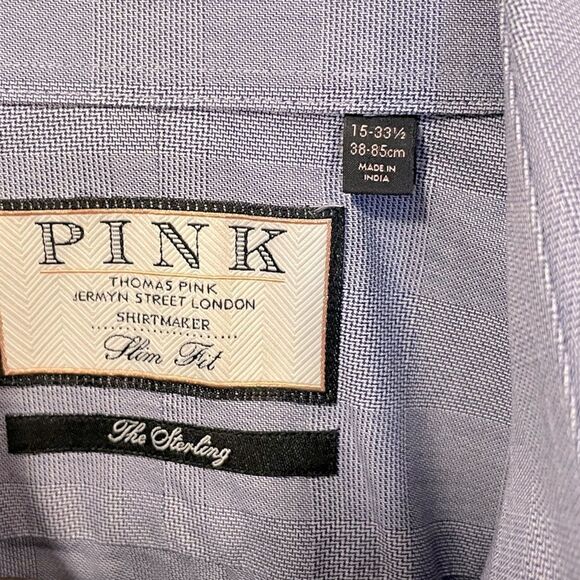 15-33½
38-85cm
MADE IN
INDIA
PINK
THOMAS PINK
JERMYN STREET LONDON
SHIRTMAKER
Slim Fit
The Sterling